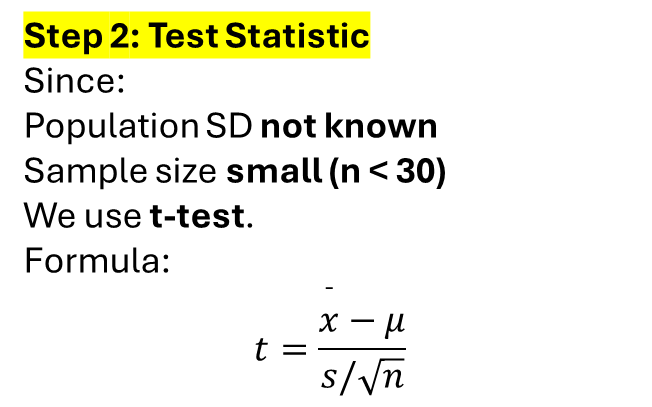 Step 2: Test Statistic
Since:
Population SD not known
Sample size small (n < 30)
We use t-test.
Formula:
t = (x̄ − μ) / (s/√n)